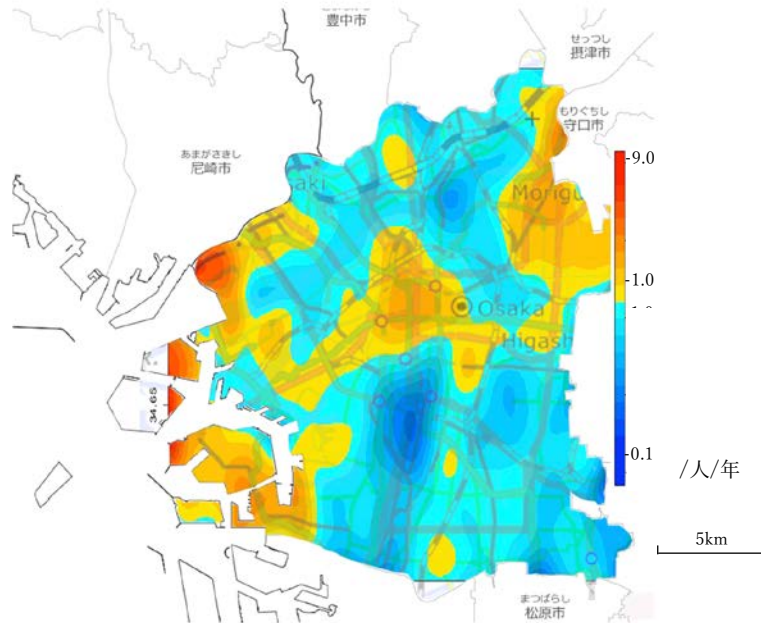 豊中市
せっつし
摂津市
もりぐちし
守口市
あまがさきし
尼崎市
aki
Morigu
9.0
1.0
Osaka
Higash
34.65
0.1
/人/年
5km
まつばらし
松原市